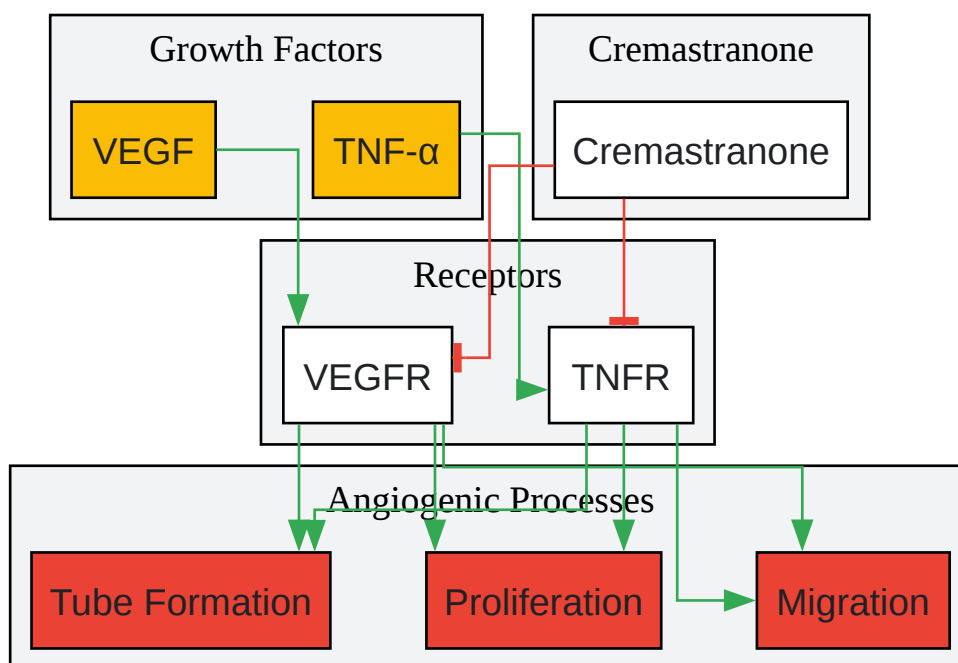 Growth Factors
Cremastranone
VEGF
TNF-α
Cremastranone
Receptors
VEGFR
TNFR
Angiogenic Processes
Tube Formation
Proliferation
Migration